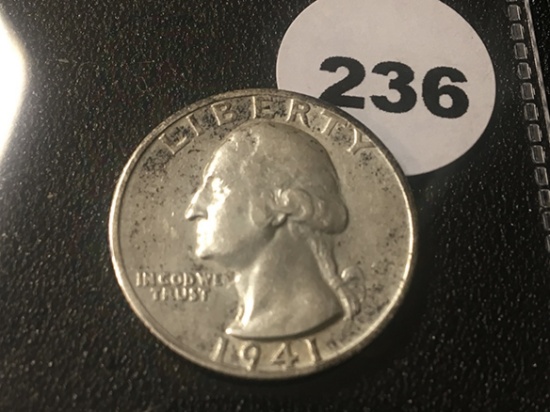 236
LIBERTY
IN GOD WE
TRUST
1941